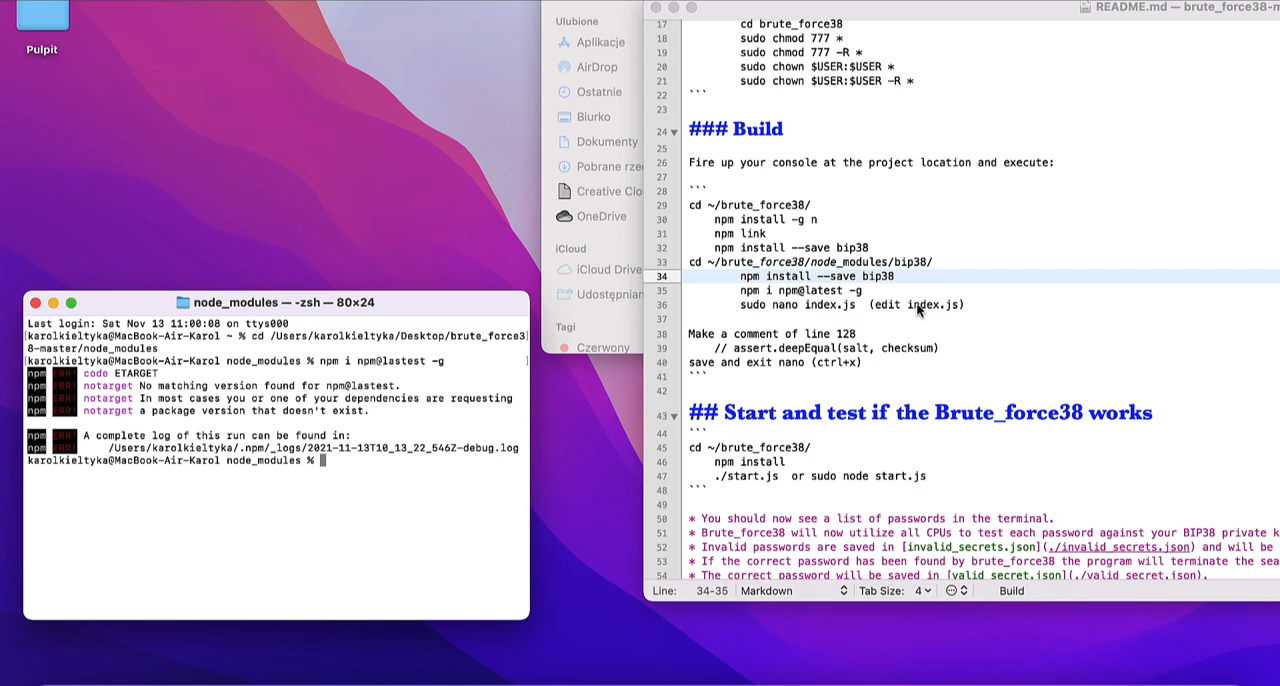 Pulpit
node_modules — -zsh — 80×24
Last login: Sat Nov 13 11:00:08 on ttys000
[karolkieltyka@MacBook-Air-Karol ~ % cd /Users/karolkieltyka/Desktop/brute_force3]
8-master/node_modules
[karolkieltyka@MacBook-Air-Karol node_modules % npm i npm@lastest -g ]
npm ERR! code ETARGET
npm ERR! notarget No matching version found for npm@lastest.
npm ERR! notarget In most cases you or one of your dependencies are requesting
npm ERR! notarget a package version that doesn't exist.
npm ERR! A complete log of this run can be found in:
npm ERR!     /Users/karolkieltyka/.npm/_logs/2021-11-13T10_13_22_546Z-debug.log
karolkieltyka@MacBook-Air-Karol node_modules %
Ulubione
Aplikacje
AirDrop
Ostatnie
Biurko
Dokumenty
Pobrane rze
Creative Clo
OneDrive
iCloud
iCloud Drive
Udostępnian
Tagi
Czerwony
README.md — brute_force38-m
17 cd brute_force38
18 sudo chmod 777 *
19 sudo chmod 777 -R *
20 sudo chown $USER:$USER *
21 sudo chown $USER:$USER -R *
22 ```
23
24 ### Build
25
26 Fire up your console at the project location and execute:
27
28 ```
29 cd ~/brute_force38/
30 npm install -g n
31 npm link
32 npm install --save bip38
33 cd ~/brute_force38/node_modules/bip38/
34 npm install --save bip38
35 npm i npm@latest -g
36 sudo nano index.js  (edit index.js)
37
38 Make a comment of line 128
39 // assert.deepEqual(salt, checksum)
40 save and exit nano (ctrl+x)
41 ```
42
43 ## Start and test if the Brute_force38 works
44 ```
45 cd ~/brute_force38/
46 npm install
47 ./start.js  or sudo node start.js
48 ```
49
50 * You should now see a list of passwords in the terminal.
51 * Brute_force38 will now utilize all CPUs to test each password against your BIP38 private k
52 * Invalid passwords are saved in [invalid_secrets.json](./invalid_secrets.json) and will be
53 * If the correct password has been found by brute_force38 the program will terminate the sea
54 * The correct password will be saved in [valid_secret.json](./valid_secret.json).
Line: 34-35 Markdown Tab Size: 4 Build